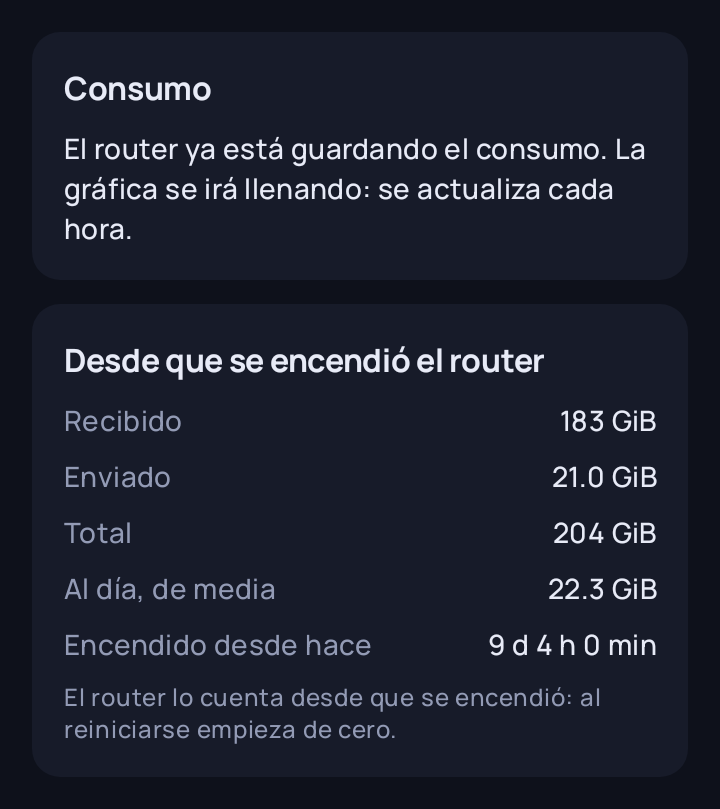 Consumo
El router ya está guardando el consumo. La
gráfica se irá llenando: se actualiza cada
hora.
Desde que se encendió el router
Recibido 183 GiB
Enviado 21.0 GiB
Total 204 GiB
Al día, de media 22.3 GiB
Encendido desde hace 9 d 4 h 0 min
El router lo cuenta desde que se encendió: al
reiniciarse empieza de cero.